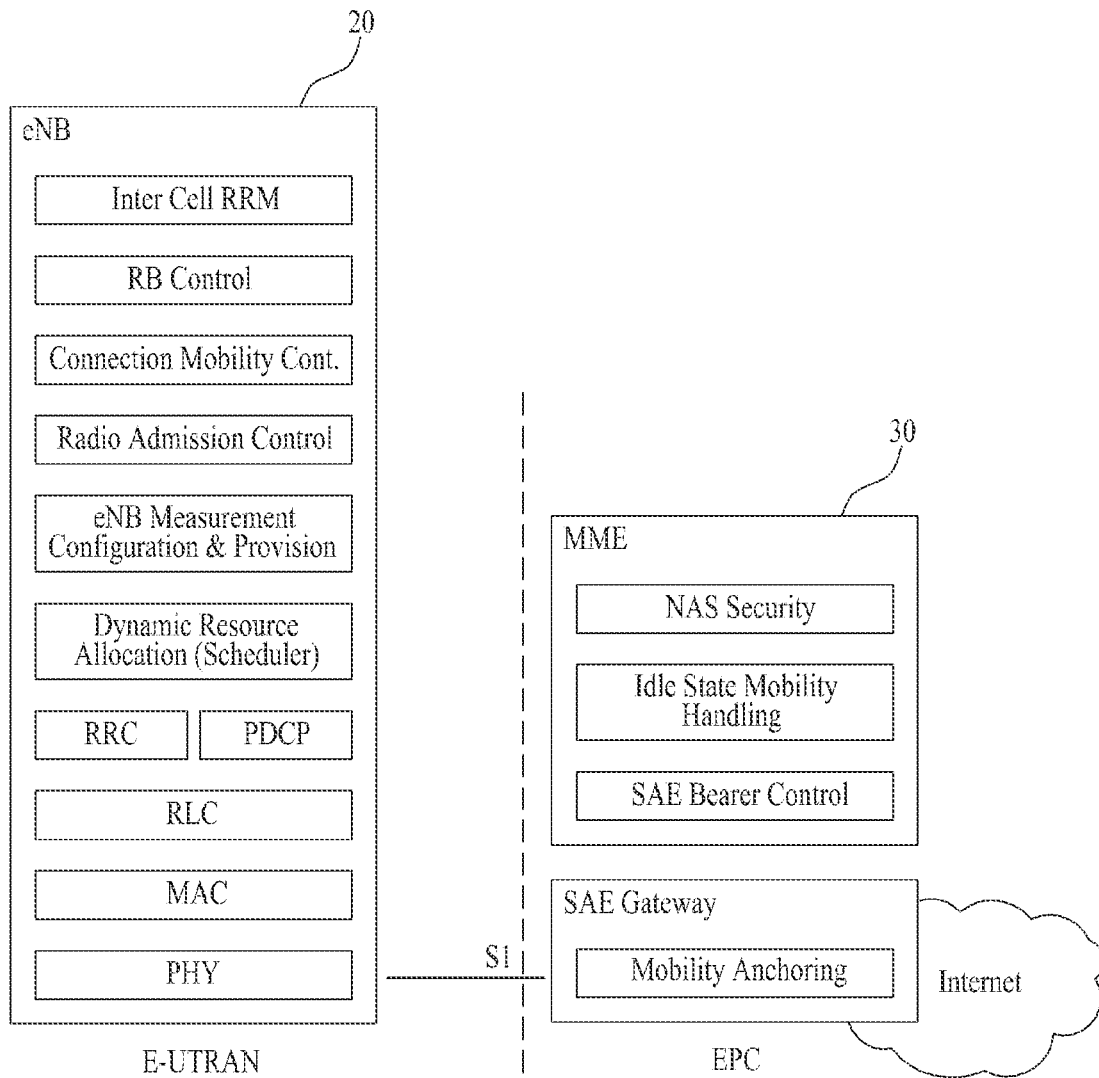 20
eNB
Inter Cell RRM
RB Control
Connection Mobility Cont.
Radio Admission Control
eNB Measurement
Configuration & Provision
Dynamic Resource
Allocation (Scheduler)
RRC
PDCP
RLC
MAC
PHY
E-UTRAN
S1
30
MME
NAS Security
Idle State Mobility
Handling
SAE Bearer Control
SAE Gateway
Mobility Anchoring
Internet
EPC